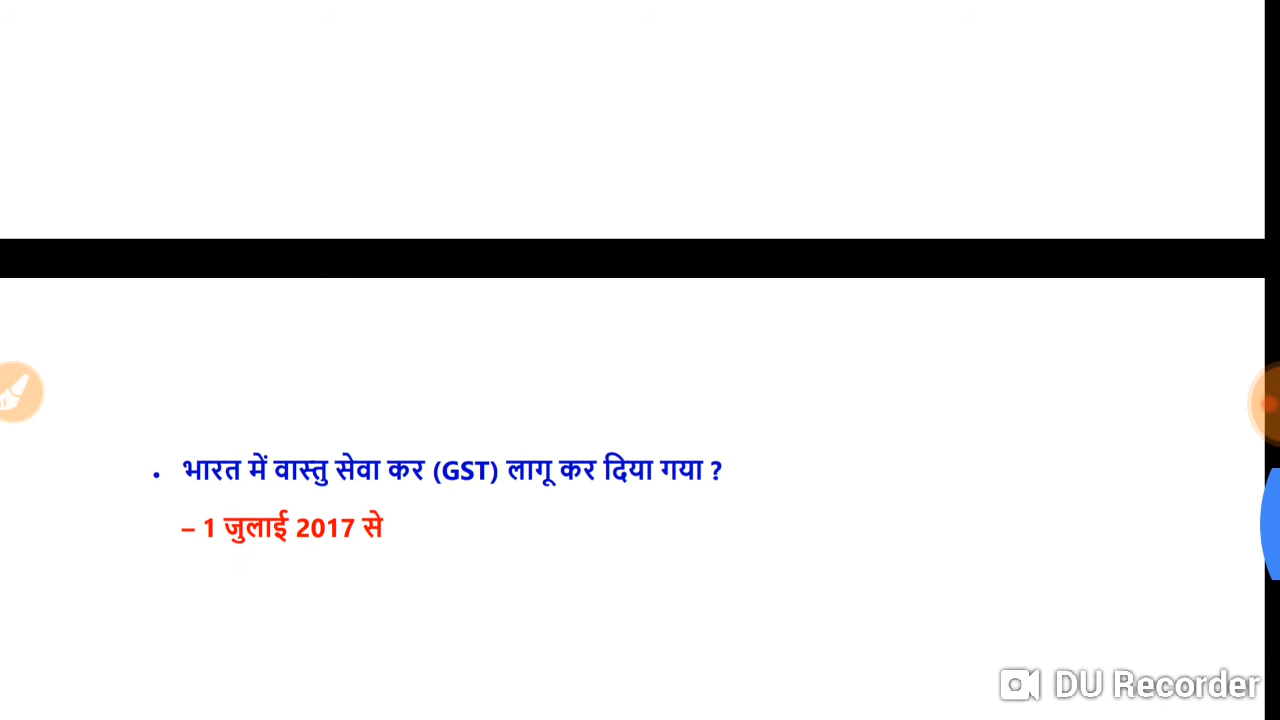 • भारत में वास्तु सेवा कर (GST) लागू कर दिया गया ?
– 1 जुलाई 2017 से
DU Recorder